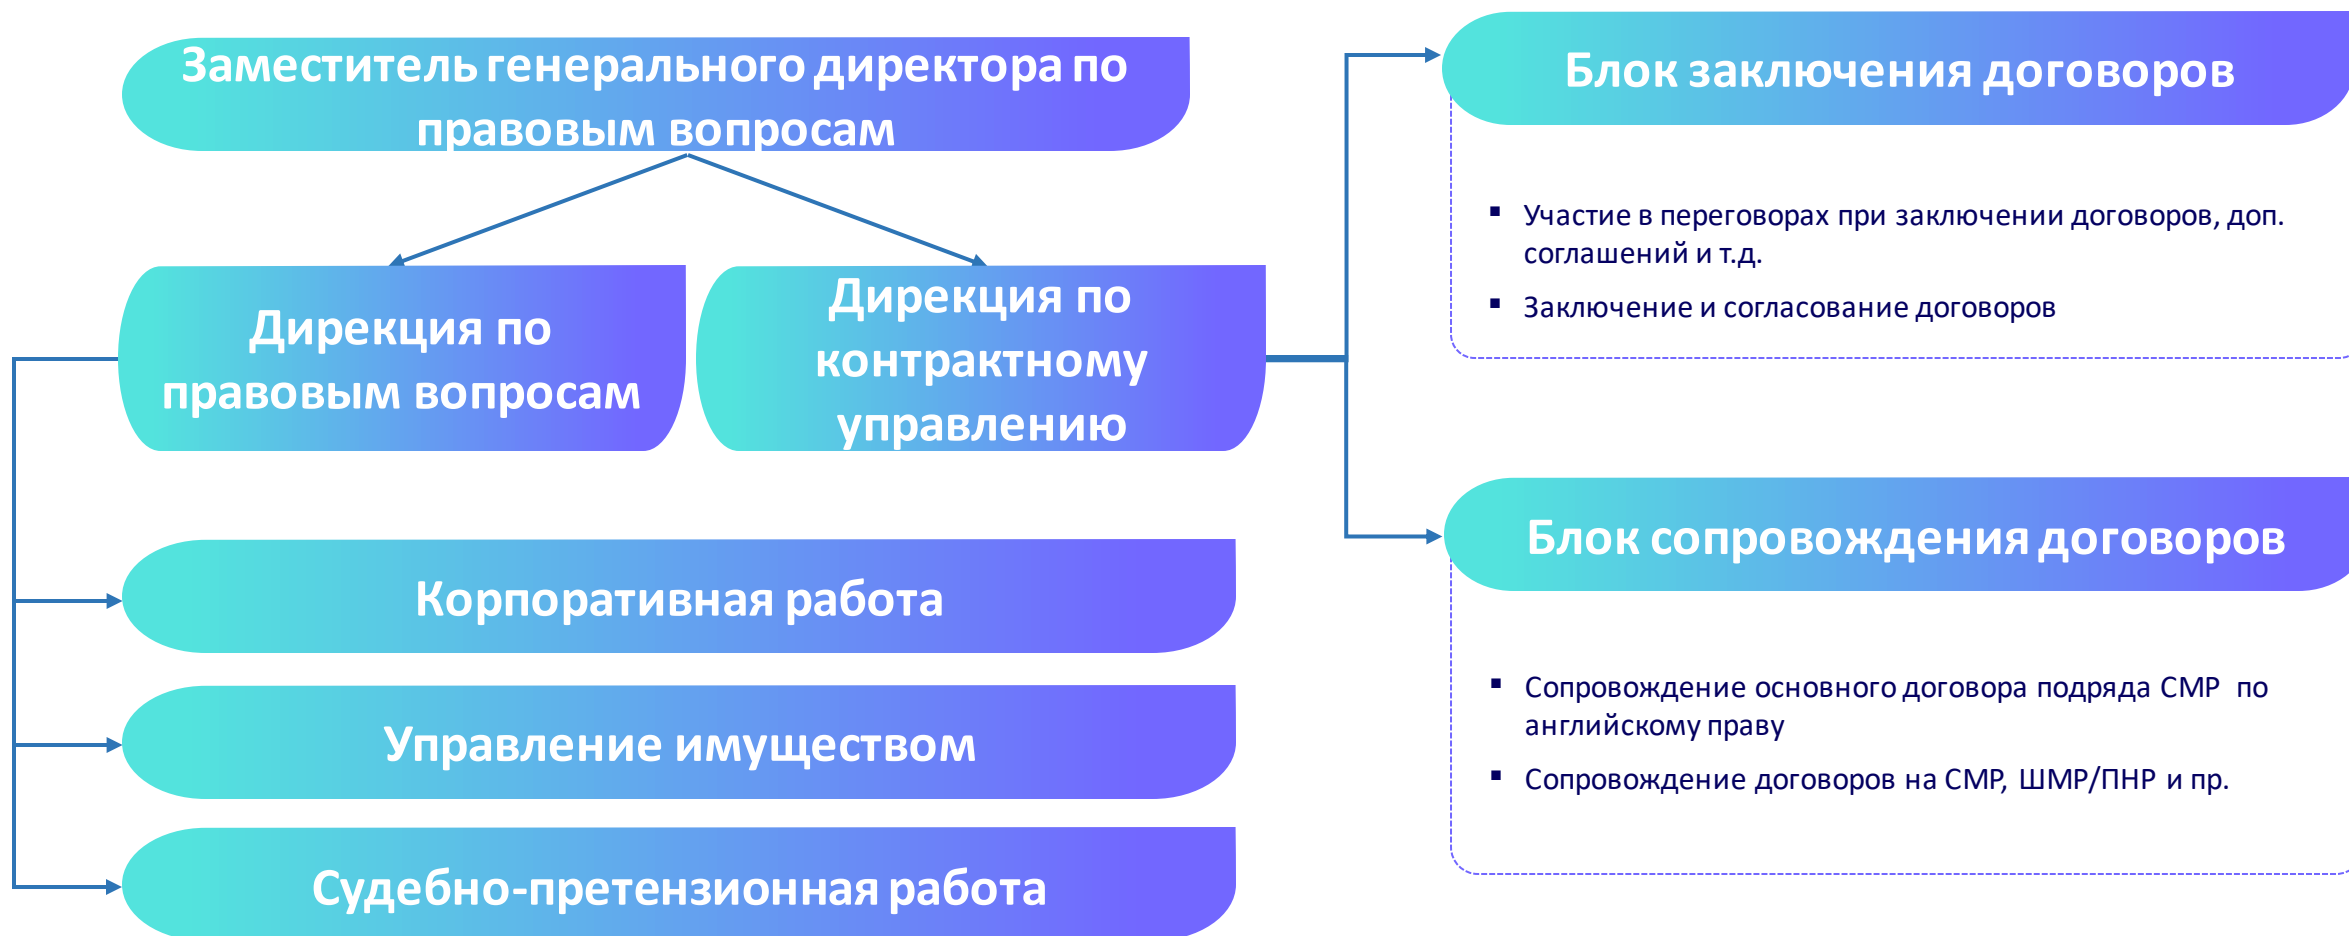 Заместитель генерального директора по
правовым вопросам
Дирекция по
правовым вопросам
Дирекция по
контрактному
управлению
Корпоративная работа
Управление имуществом
Судебно-претензионная работа
Блок заключения договоров
▪ Участие в переговорах при заключении договоров, доп.
соглашений и т.д.
▪ Заключение и согласование договоров
Блок сопровождения договоров
▪ Сопровождение основного договора подряда СМР по
английскому праву
▪ Сопровождение договоров на СМР, ШМР/ПНР и пр.